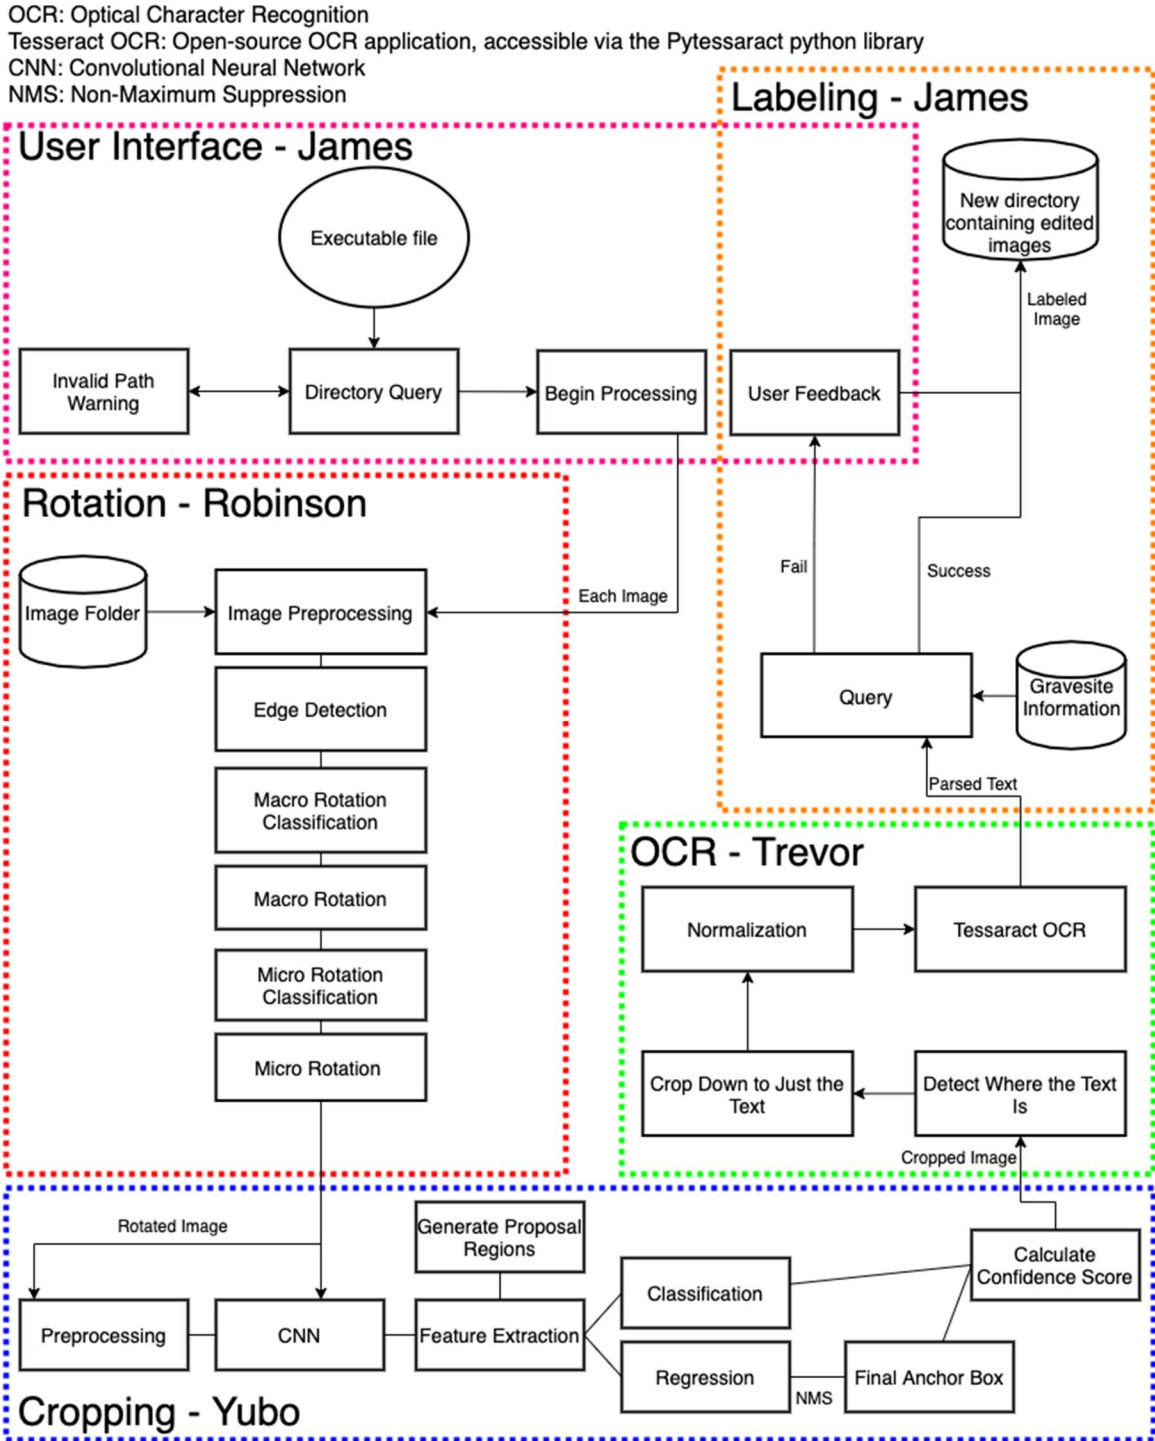 OCR: Optical Character Recognition
Tesseract OCR: Open-source OCR application, accessible via the Pytessaract python library
CNN: Convolutional Neural Network
NMS: Non-Maximum Suppression
Labeling - James
User Interface - James
New directory
containing edited
images
Executable file
Labeled
Image
Invalid Path
Warning
Directory Query
Begin Processing
User Feedback
Rotation - Robinson
Image Folder
Image Preprocessing
Each Image
Fail
Success
Edge Detection
Query
Gravesite
Information
Macro Rotation
Classification
Parsed Text
OCR - Trevor
Macro Rotation
Normalization
Tessaract OCR
Micro Rotation
Classification
Micro Rotation
Crop Down to Just the
Text
Detect Where the Text
Is
Cropped Image
Rotated Image
Generate Proposal
Regions
Calculate
Confidence Score
Classification
Preprocessing
CNN
Feature Extraction
Regression
NMS
Final Anchor Box
Cropping - Yubo